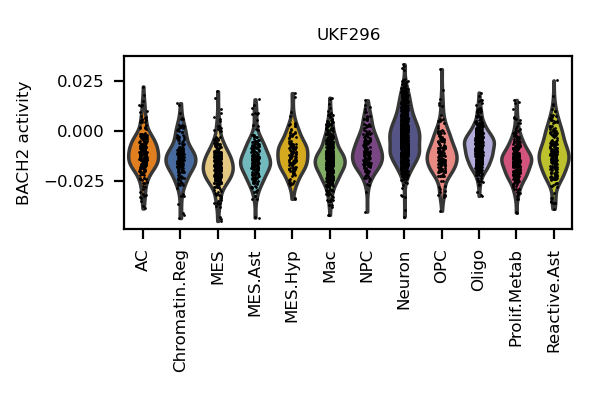 UKF296
BACH2 activity
0.025
0.000
−0.025
AC
Chromatin.Reg
MES
MES.Ast
MES.Hyp
Mac
NPC
Neuron
OPC
Oligo
Prolif.Metab
Reactive.Ast